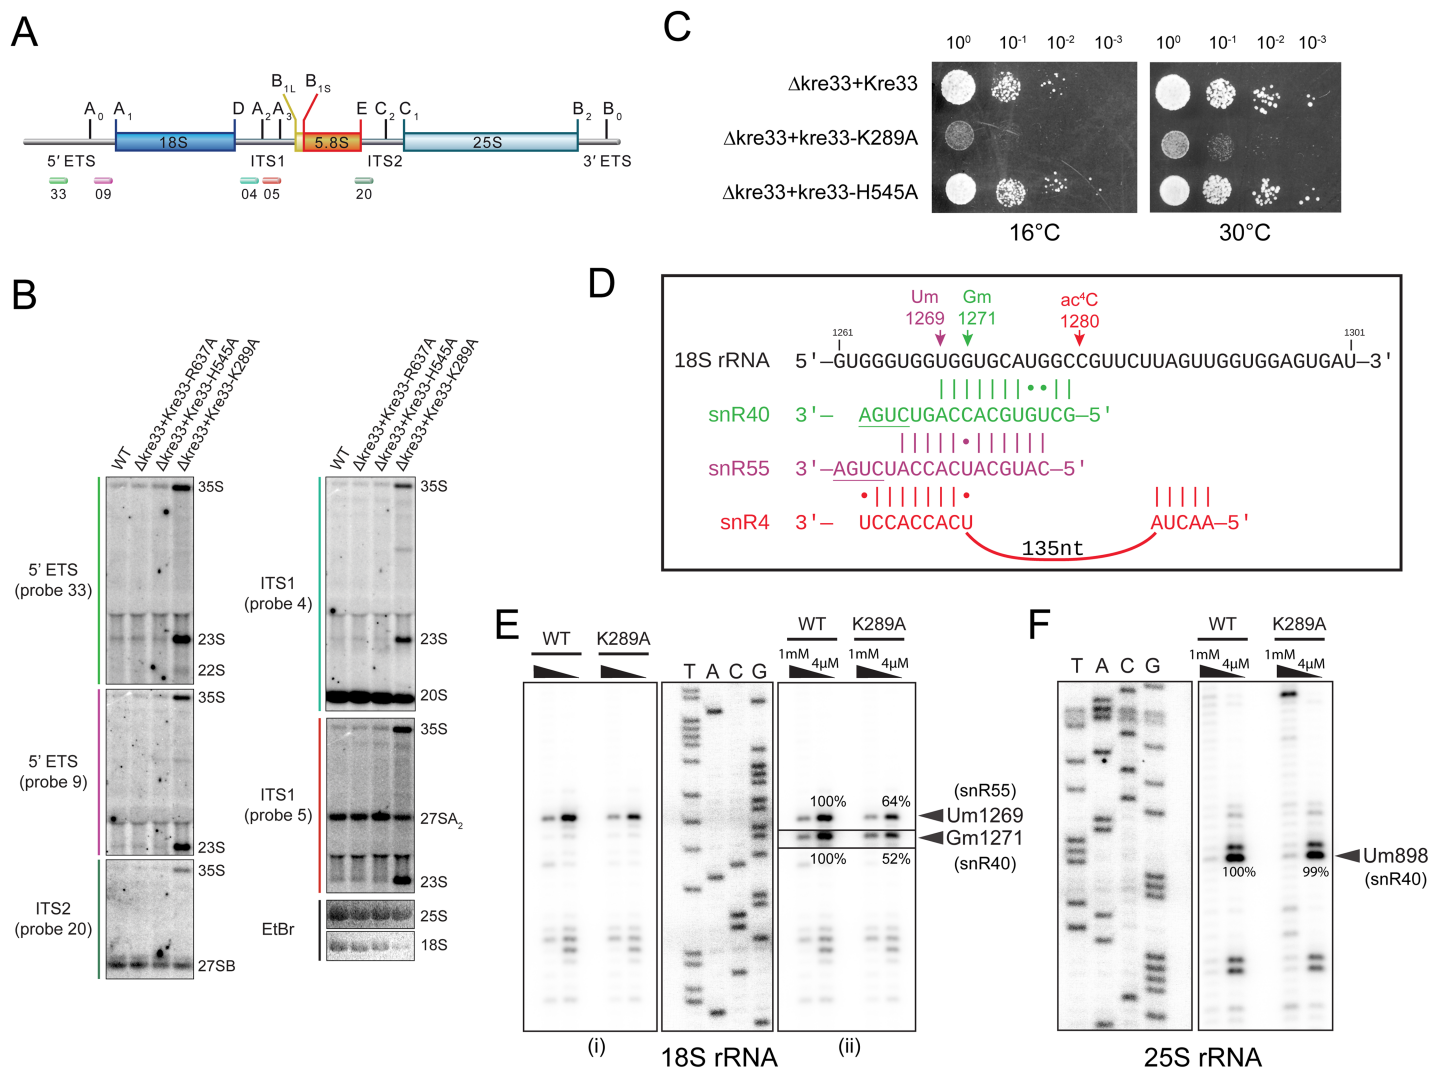 A
B1L B1S
A0 A1 D A2 A3 E C2 C1 B2 B0
18S 5.8S 25S
5' ETS ITS1 ITS2 3' ETS
33 09 04 05 20
B
WT Δkre33+Kre33-R637A Δkre33+Kre33-H545A Δkre33+Kre33-K289A
WT Δkre33+Kre33-R637A Δkre33+Kre33-H545A Δkre33+Kre33-K289A
5' ETS
(probe 33)
35S
23S
22S
5' ETS
(probe 9)
35S
23S
ITS2
(probe 20)
35S
27SB
ITS1
(probe 4)
35S
23S
20S
ITS1
(probe 5)
35S
27SA2
23S
EtBr
25S
18S
C
10⁰ 10⁻¹ 10⁻² 10⁻³ 10⁰ 10⁻¹ 10⁻² 10⁻³
Δkre33+Kre33
Δkre33+kre33-K289A
Δkre33+kre33-H545A
16°C 30°C
D
Um Gm ac⁴C
1269 1271 1280
1261 1301
18S rRNA 5'–GUGGGUGGUGGUGCAUGGCCGUUCUUAGUUGGUGGAGUGAU–3'
snR40 3'– AGUCUGACCACGUGUCG–5'
snR55 3'–AGUCUACCACUACGUAC–5'
snR4 3'– UCCACCACU AUCAA–5'
135nt
E
WT K289A
T A C G
WT K289A
1mM 4µM 1mM 4µM
100% 64%
(snR55)
Um1269
Gm1271
(snR40)
100% 52%
(i) 18S rRNA (ii)
F
T A C G
WT K289A
1mM 4µM 1mM 4µM
100% 99%
Um898
(snR40)
25S rRNA